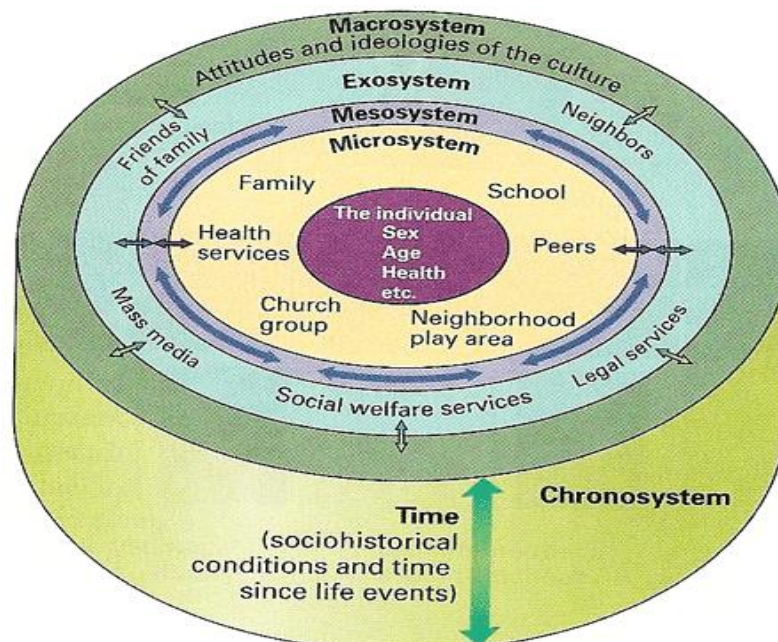 Macrosystem
Attitudes and ideologies of the culture
Exosystem
Mesosystem
Microsystem
Friends
of family
Neighbors
Family
School
The individual
Sex
Age
Health
etc.
Health
services
Peers
Church
group
Neighborhood
play area
Mass media
Legal services
Social welfare services
Chronosystem
Time
(sociohistorical
conditions and time
since life events)